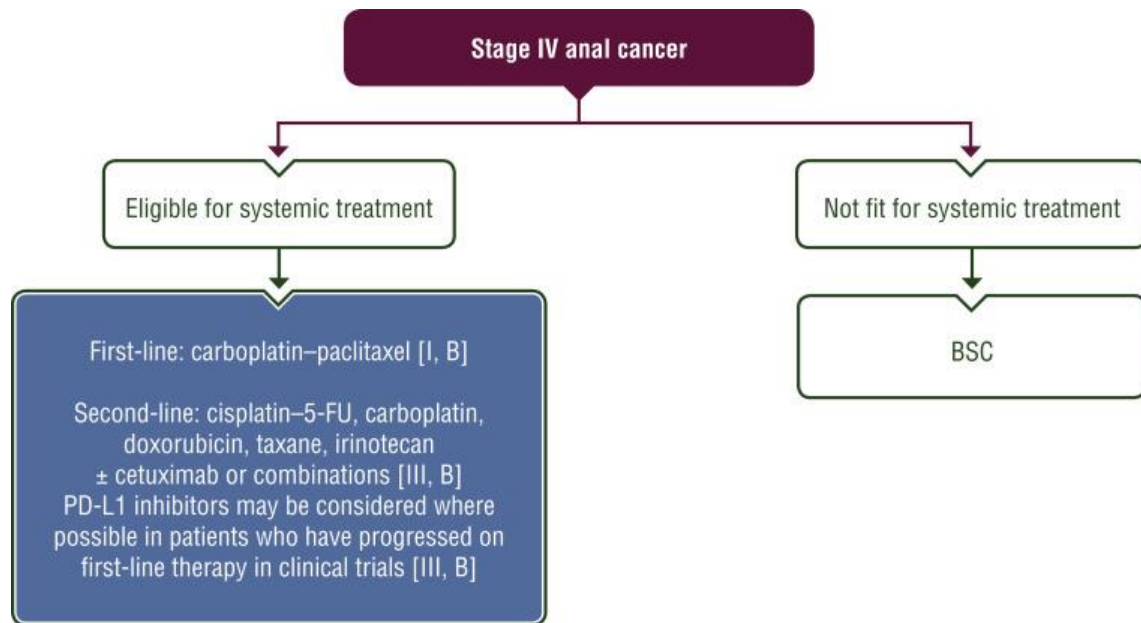 Stage IV anal cancer
Eligible for systemic treatment
Not fit for systemic treatment
First-line: carboplatin–paclitaxel [I, B]
Second-line: cisplatin–5-FU, carboplatin,
doxorubicin, taxane, irinotecan
± cetuximab or combinations [III, B]
PD-L1 inhibitors may be considered where
possible in patients who have progressed on
first-line therapy in clinical trials [III, B]
BSC